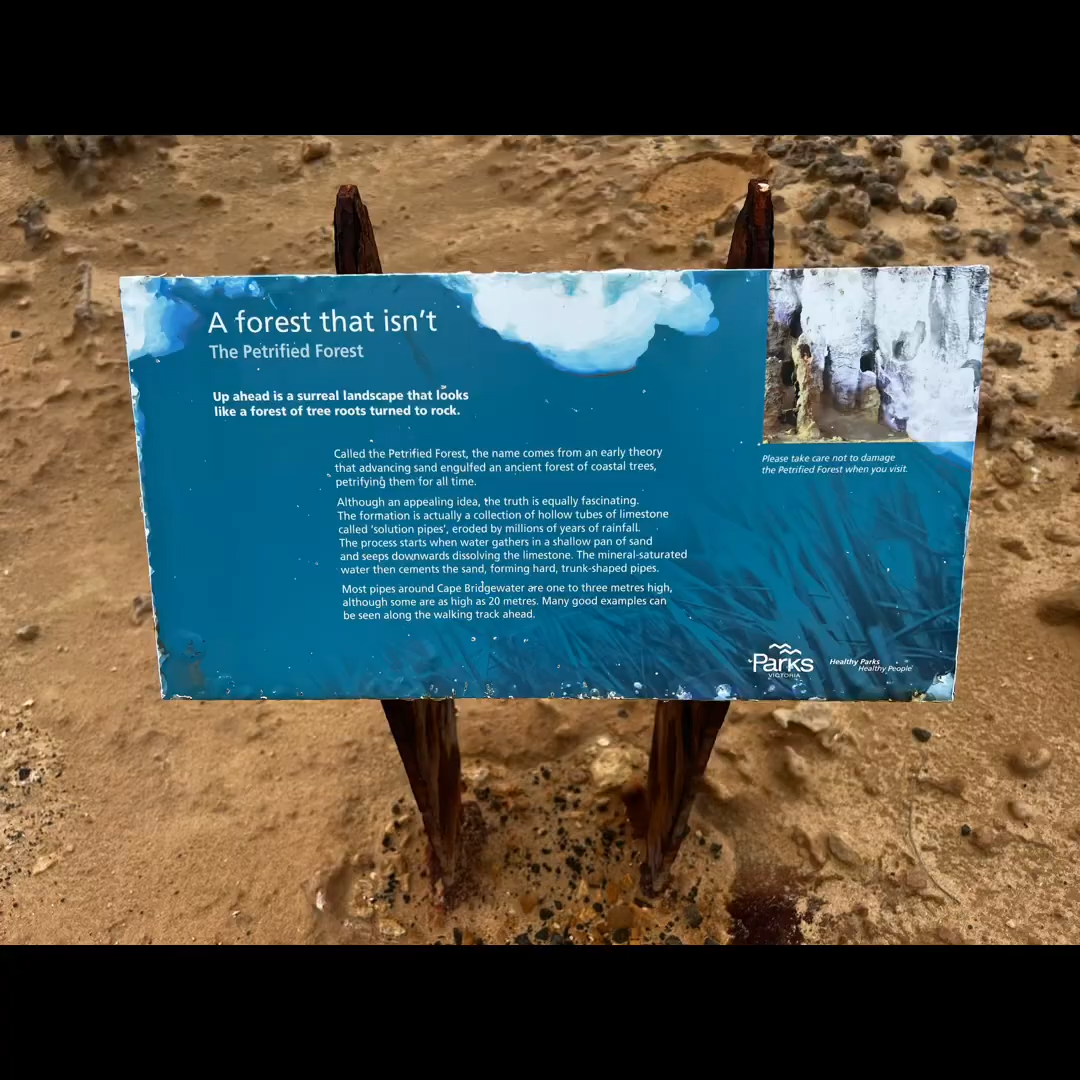 A forest that isn't
The Petrified Forest
Up ahead is a surreal landscape that looks
like a forest of tree roots turned to rock.
Called the Petrified Forest, the name comes from an early theory
that advancing sand engulfed an ancient forest of coastal trees,
petrifying them for all time.
Although an appealing idea, the truth is equally fascinating.
The formation is actually a collection of hollow tubes of limestone
called 'solution pipes', eroded by millions of years of rainfall.
The process starts when water gathers in a shallow pan of sand
and seeps downwards dissolving the limestone. The mineral-saturated
water then cements the sand, forming hard, trunk-shaped pipes.
Most pipes around Cape Bridgewater are one to three metres high,
although some are as high as 20 metres. Many good examples can
be seen along the walking track ahead.
Please take care not to damage
the Petrified Forest when you visit.
Parks
VICTORIA
Healthy Parks
Healthy People